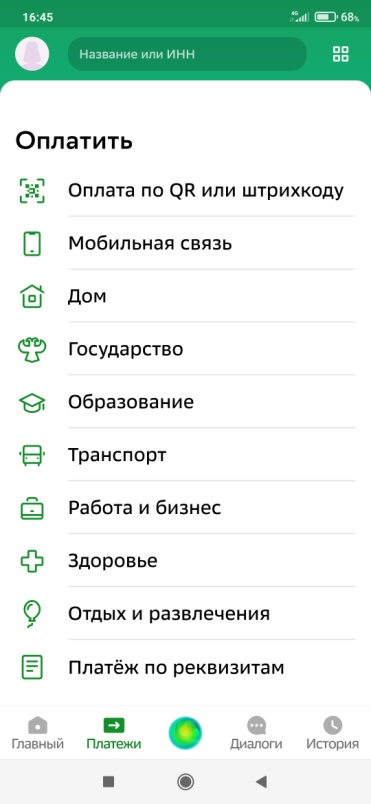 16:45
4G 68%
Название или ИНН
Оплатить
Оплата по QR или штрихкоду
Мобильная связь
Дом
Государство
Образование
Транспорт
Работа и бизнес
Здоровье
Отдых и развлечения
Платёж по реквизитам
Главный Платежи Диалоги История